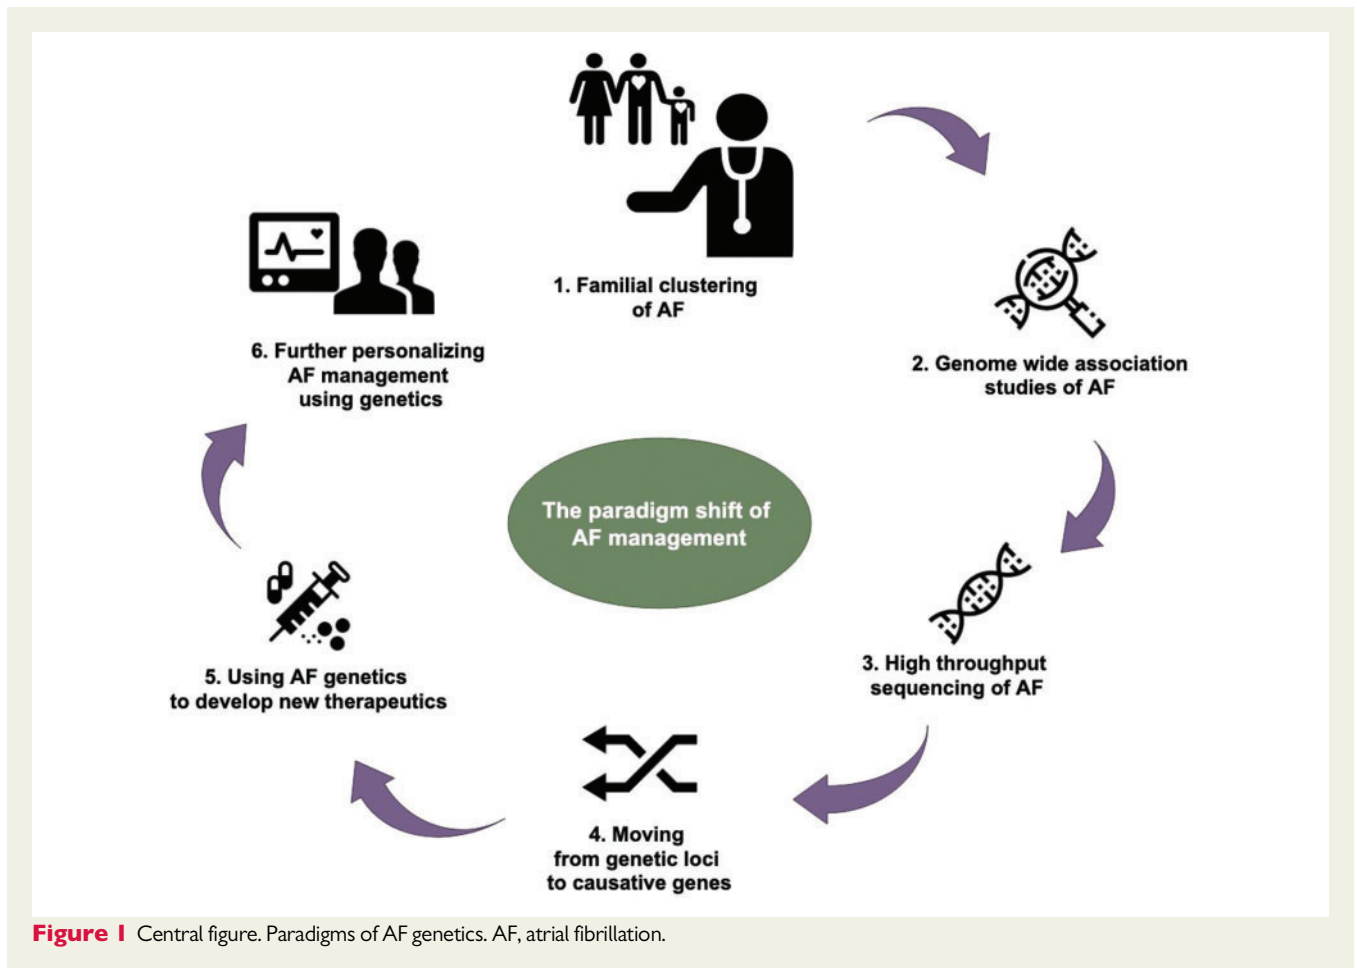 1. Familial clustering
of AF
2. Genome wide association
studies of AF
3. High throughput
sequencing of AF
4. Moving
from genetic loci
to causative genes
5. Using AF genetics
to develop new therapeutics
6. Further personalizing
AF management
using genetics
The paradigm shift of
AF management
Figure 1 Central figure. Paradigms of AF genetics. AF, atrial fibrillation.